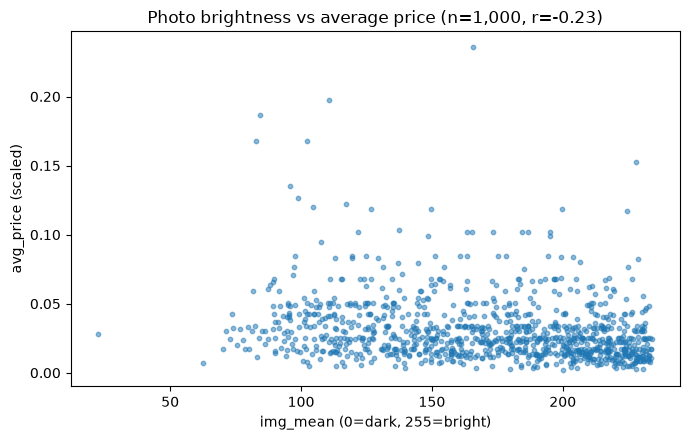 Photo brightness vs average price (n=1,000, r=-0.23)
avg_price (scaled)
0.20
0.15
0.10
0.05
0.00
50 100 150 200
img_mean (0=dark, 255=bright)